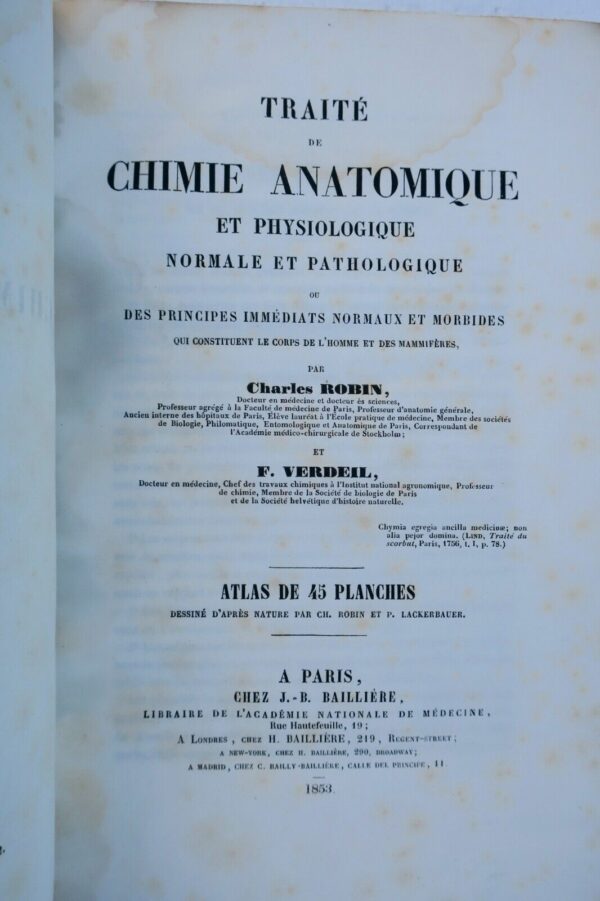 TRAITÉ
DE
CHIMIE ANATOMIQUE
ET PHYSIOLOGIQUE
NORMALE ET PATHOLOGIQUE
OU
DES PRINCIPES IMMÉDIATS NORMAUX ET MORBIDES
QUI CONSTITUENT LE CORPS DE L'HOMME ET DES MAMMIFÈRES,
PAR
Charles ROBIN,
Docteur en médecine et docteur ès sciences,
Professeur agrégé à la Faculté de médecine de Paris, Professeur d'anatomie générale,
Ancien interne des hôpitaux de Paris, Élève lauréat à l'École pratique de médecine, Membre des sociétés
de Biologie, Philomatique, Entomologique et Anatomique de Paris, Correspondant de
l'Académie médico-chirurgicale de Stockholm;
ET
F. VERDEIL,
Docteur en médecine, Chef des travaux chimiques à l'Institut national agronomique, Professeur
de chimie, Membre de la Société de biologie de Paris
et de la Société helvétique d'histoire naturelle.
Chymia egregia ancilla medicinæ; non
alia pejor domina. (LIND, Traité du
scorbut, Paris, 1756, t. I, p. 78.)
ATLAS DE 45 PLANCHES
DESSINÉ D'APRÈS NATURE PAR CH. ROBIN ET P. LACKERBAUER.
A PARIS,
CHEZ J.-B. BAILLIÈRE,
LIBRAIRE DE L'ACADÉMIE NATIONALE DE MÉDECINE,
Rue Hautefeuille, 19;
A LONDRES, CHEZ H. BAILLIÈRE, 219, REGENT-STREET;
A NEW-YORK, CHEZ H. BAILLIÈRE, 290, BROADWAY;
A MADRID, CHEZ C. BAILLY-BAILLIÈRE, CALLE DEL PRINCIPE, 11.
1853.